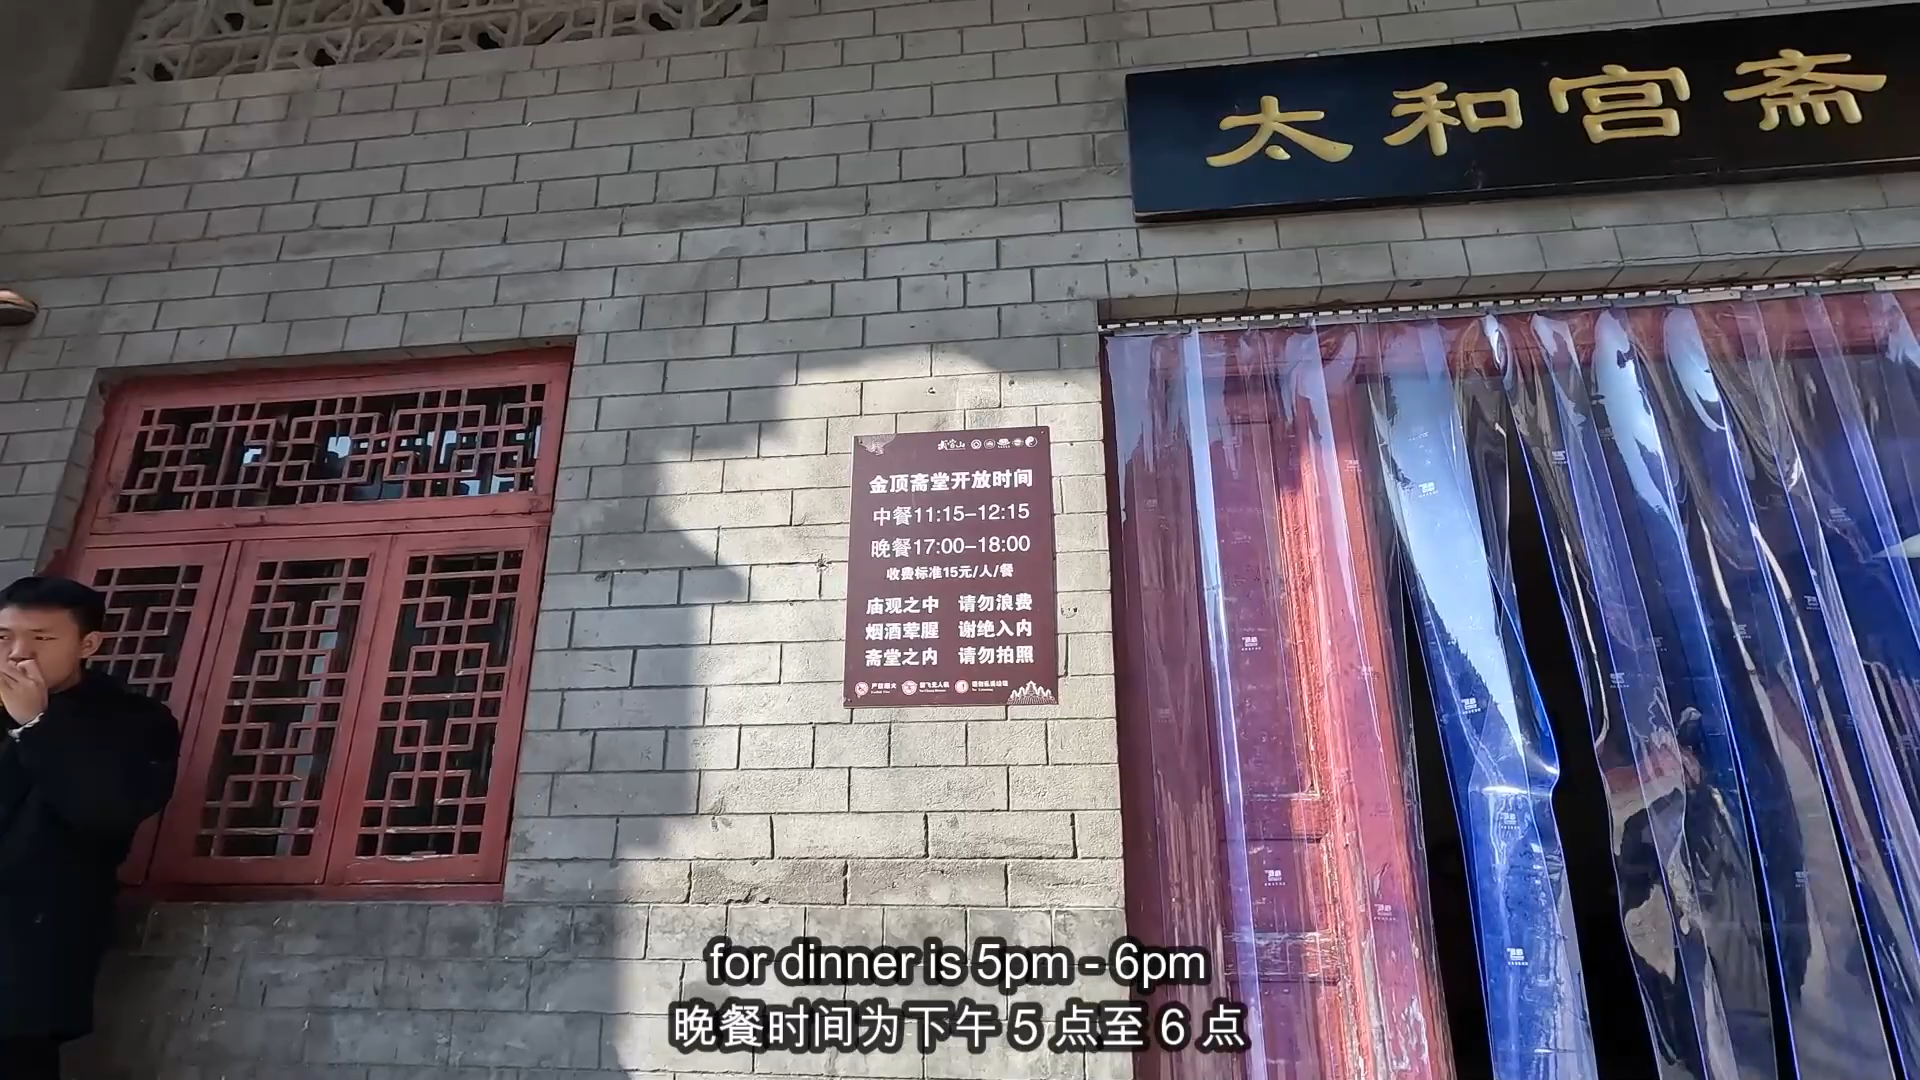 太和宫斋
武当山
金顶斋堂开放时间
中餐11:15-12:15
晚餐17:00-18:00
收费标准15元/人/餐
庙观之中 请勿浪费
烟酒荤腥 谢绝入内
斋堂之内 请勿拍照
for dinner is 5pm - 6pm
晚餐时间为下午 5 点至 6 点